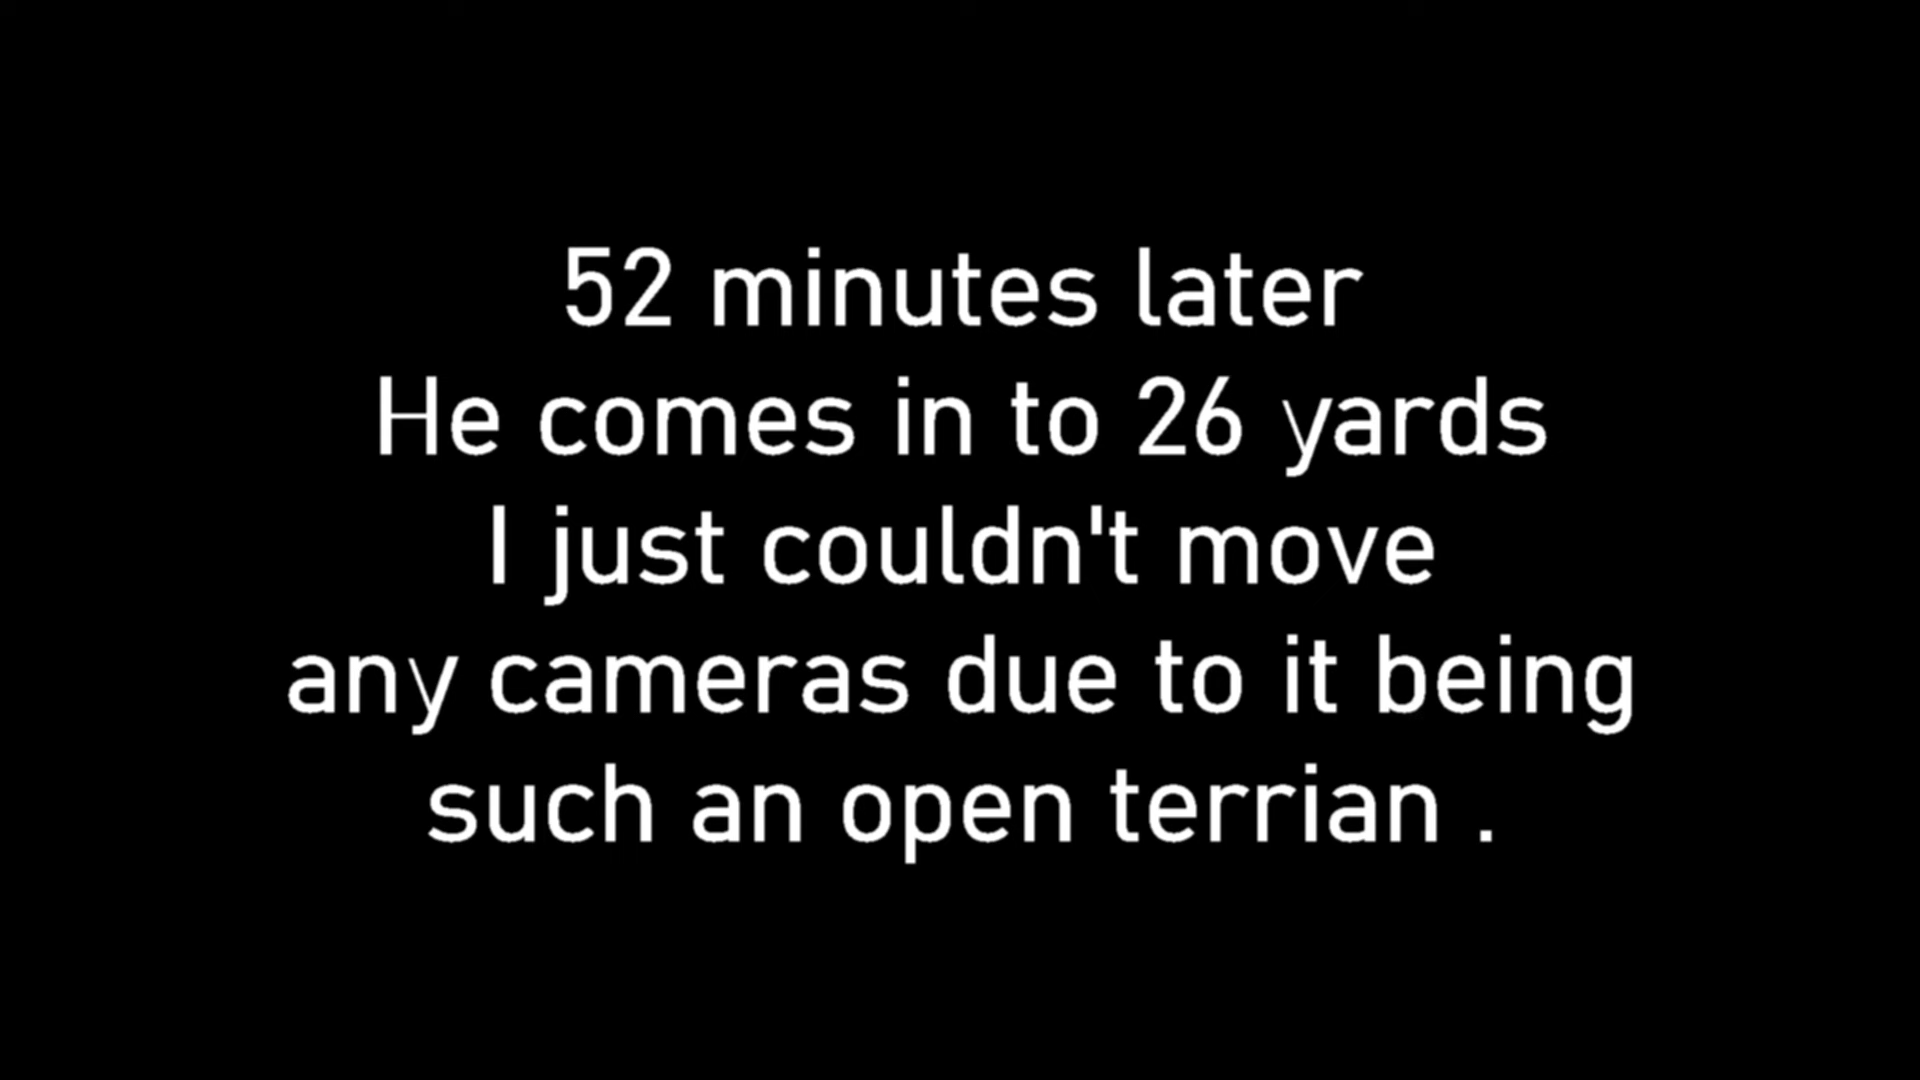 52 minutes later
He comes in to 26 yards
I just couldn't move
any cameras due to it being
such an open terrian .